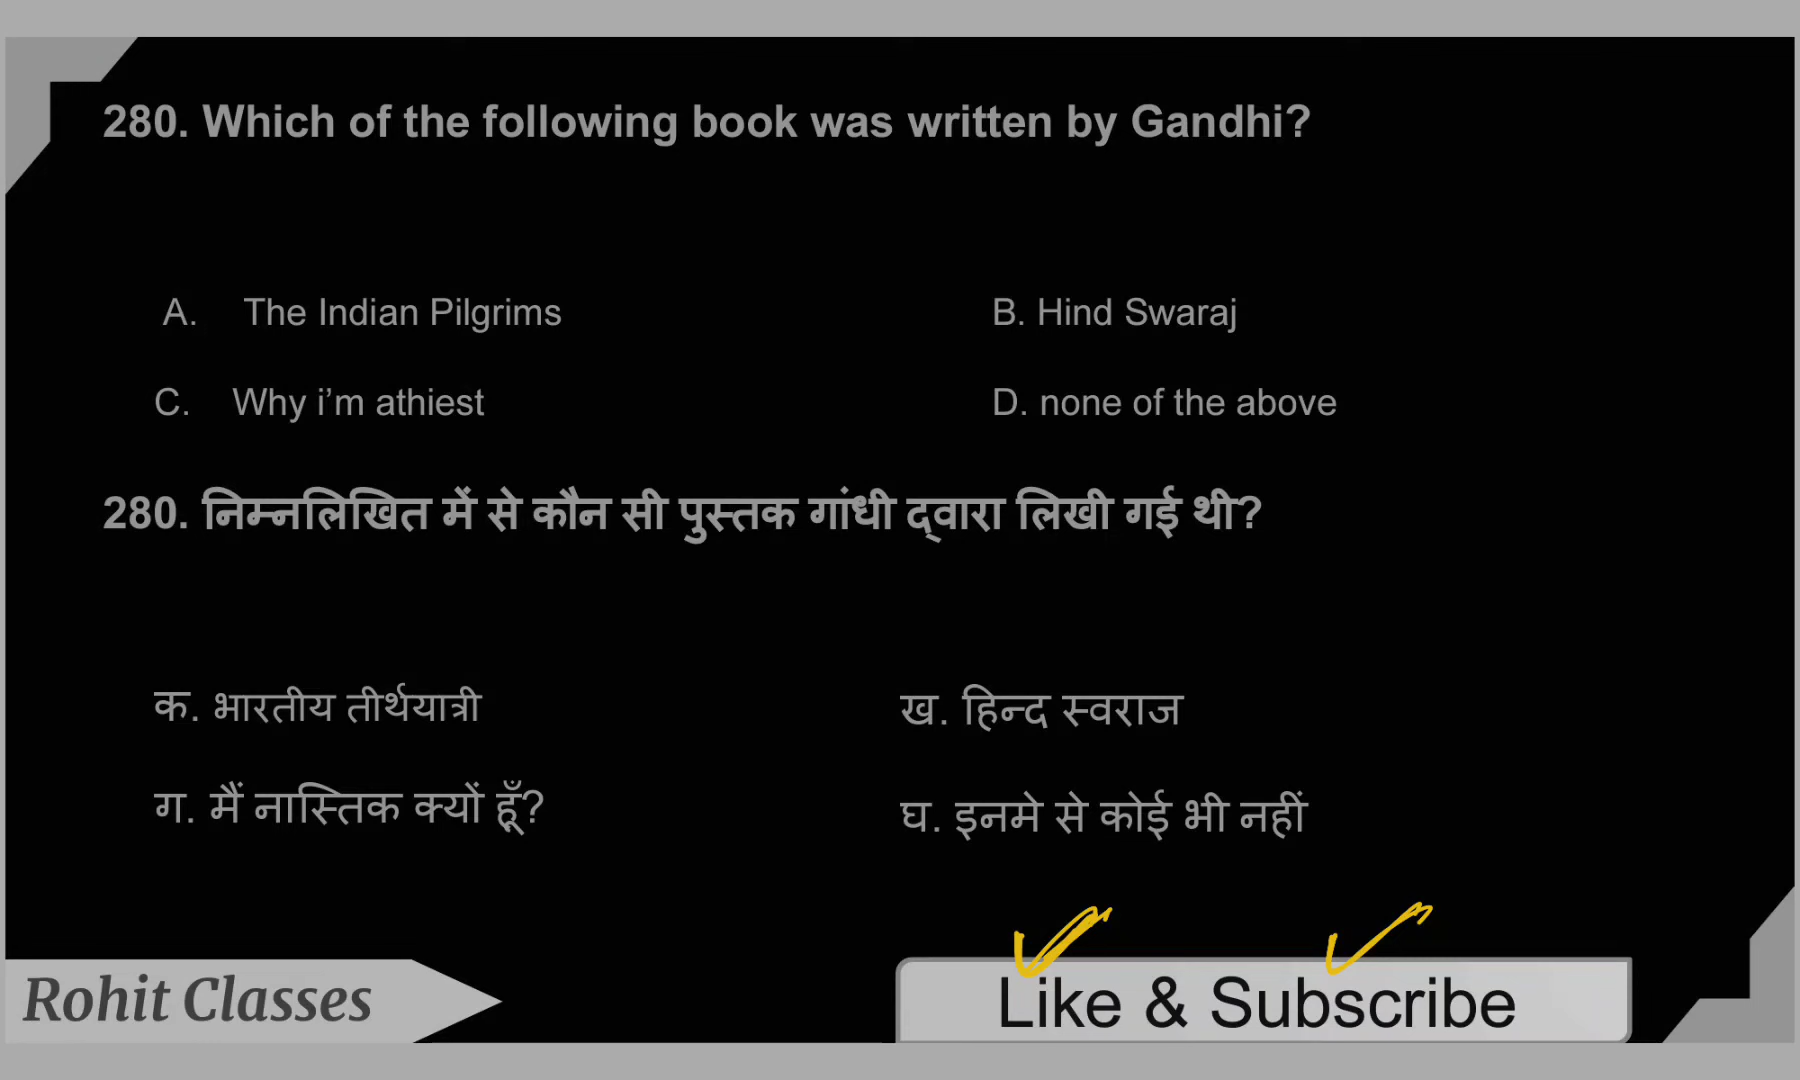 280. Which of the following book was written by Gandhi?
A. The Indian Pilgrims B. Hind Swaraj
C. Why i’m athiest D. none of the above
280. निम्नलिखित में से कौन सी पुस्तक गांधी द्वारा लिखी गई थी?
क. भारतीय तीर्थयात्री ख. हिन्द स्वराज
ग. मैं नास्तिक क्यों हूँ? घ. इनमे से कोई भी नहीं
Rohit Classes Like & Subscribe